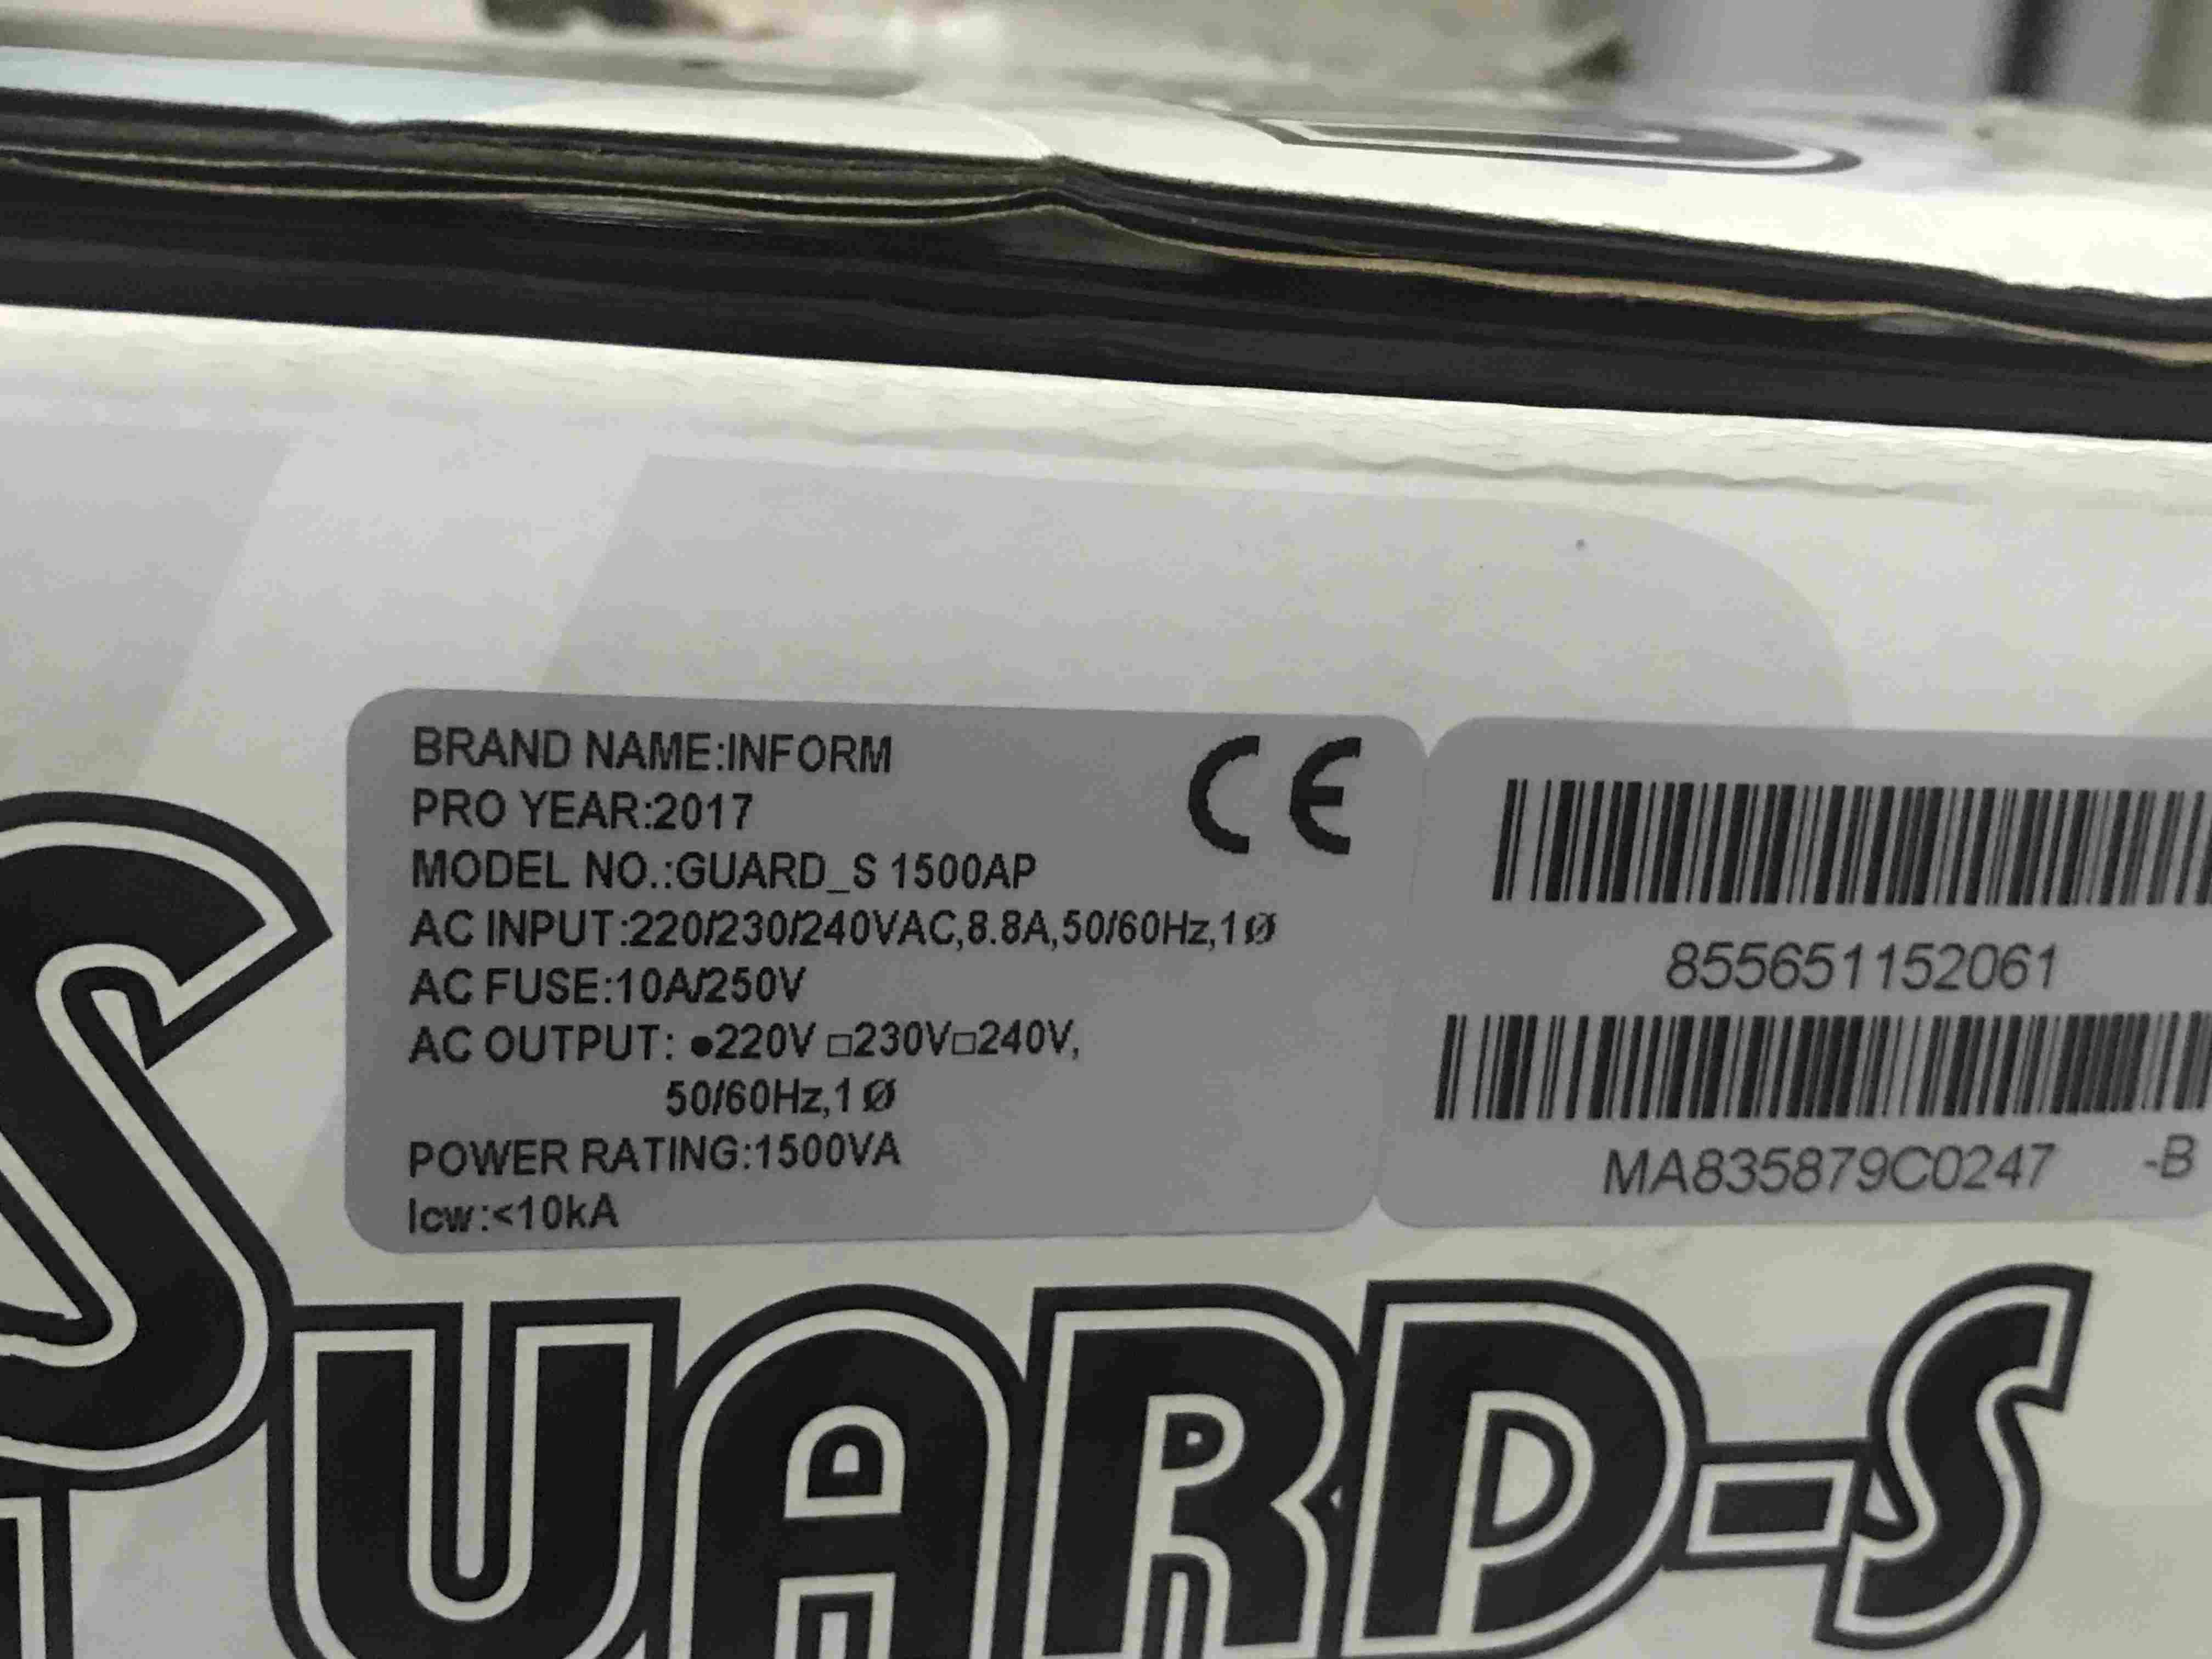 BRAND NAME:INFORM
PRO YEAR:2017
MODEL NO.:GUARD_S 1500AP
AC INPUT:220/230/240VAC,8.8A,50/60Hz,1Ø
AC FUSE:10A/250V
AC OUTPUT: ●220V □230V□240V,
50/60Hz,1Ø
POWER RATING:1500VA
Icw:<10kA
CE
855651152061
MA835879C0247 -B
GUARD-S